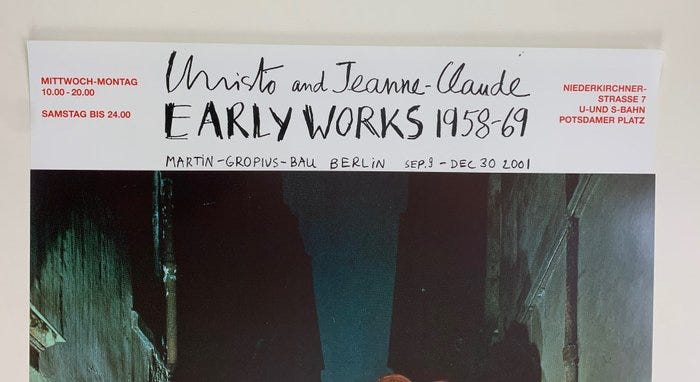 MITTWOCH-MONTAG
10.00 - 20.00
SAMSTAG BIS 24.00
Christo and Jeanne-Claude
EARLY WORKS 1958-69
MARTIN-GROPIUS-BAU BERLIN SEP. 9 - DEC 30 2001
NIEDERKIRCHNER-
STRASSE 7
U-UND S-BAHN
POTSDAMER PLATZ